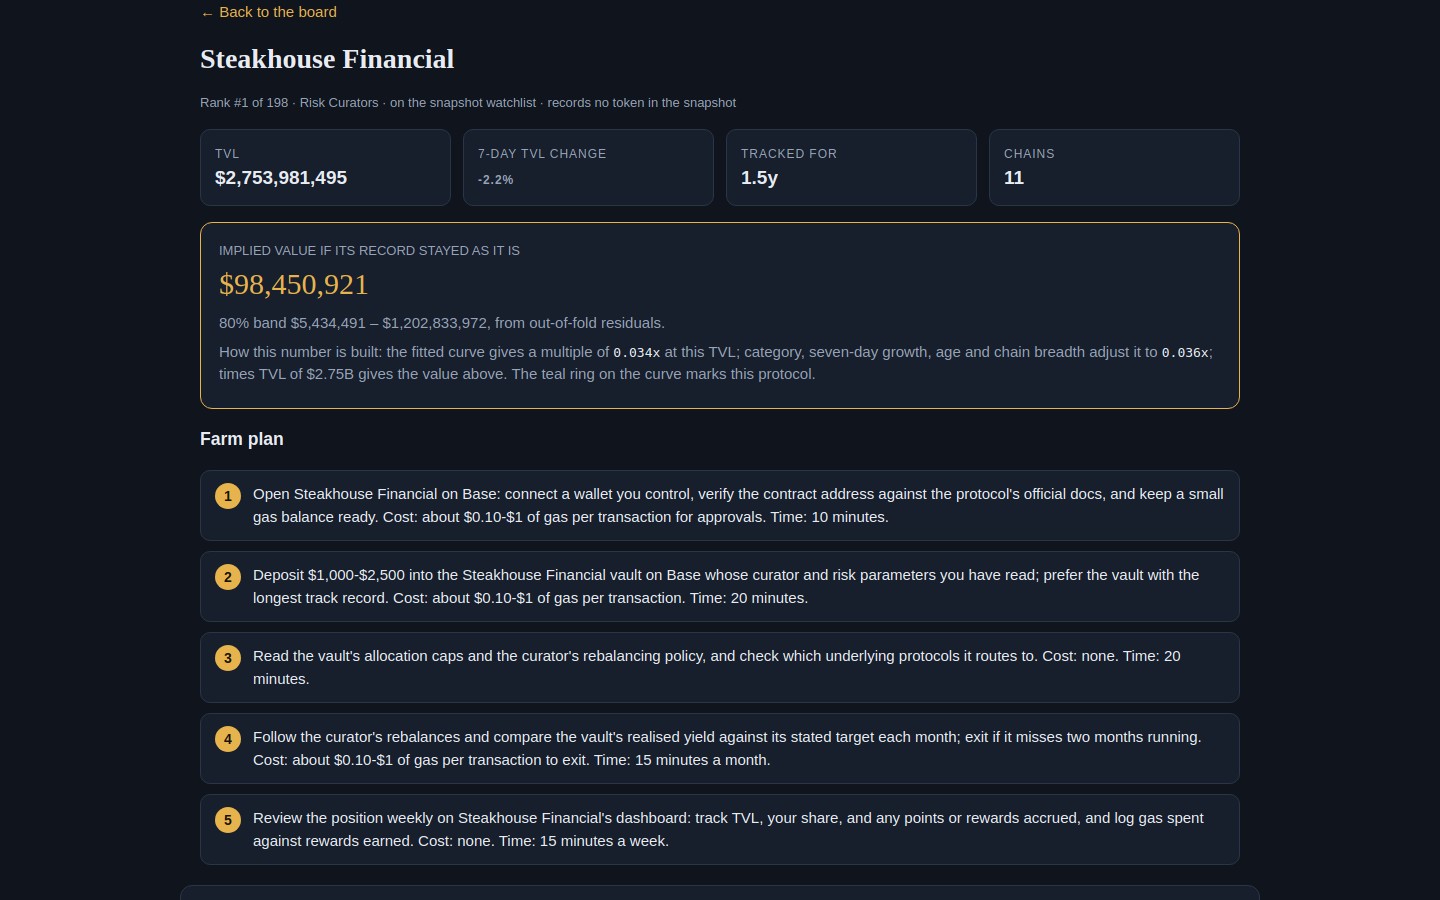 ← Back to the board
Steakhouse Financial
Rank #1 of 198 · Risk Curators · on the snapshot watchlist · records no token in the snapshot
TVL
$2,753,981,495
7-DAY TVL CHANGE
-2.2%
TRACKED FOR
1.5y
CHAINS
11
IMPLIED VALUE IF ITS RECORD STAYED AS IT IS
$98,450,921
80% band $5,434,491 – $1,202,833,972, from out-of-fold residuals.
How this number is built: the fitted curve gives a multiple of 0.034x at this TVL; category, seven-day growth, age and chain breadth adjust it to 0.036x;
times TVL of $2.75B gives the value above. The teal ring on the curve marks this protocol.
Farm plan
1
Open Steakhouse Financial on Base: connect a wallet you control, verify the contract address against the protocol's official docs, and keep a small
gas balance ready. Cost: about $0.10-$1 of gas per transaction for approvals. Time: 10 minutes.
2
Deposit $1,000-$2,500 into the Steakhouse Financial vault on Base whose curator and risk parameters you have read; prefer the vault with the
longest track record. Cost: about $0.10-$1 of gas per transaction. Time: 20 minutes.
3
Read the vault's allocation caps and the curator's rebalancing policy, and check which underlying protocols it routes to. Cost: none. Time: 20
minutes.
4
Follow the curator's rebalances and compare the vault's realised yield against its stated target each month; exit if it misses two months running.
Cost: about $0.10-$1 of gas per transaction to exit. Time: 15 minutes a month.
5
Review the position weekly on Steakhouse Financial's dashboard: track TVL, your share, and any points or rewards accrued, and log gas spent
against rewards earned. Cost: none. Time: 15 minutes a week.